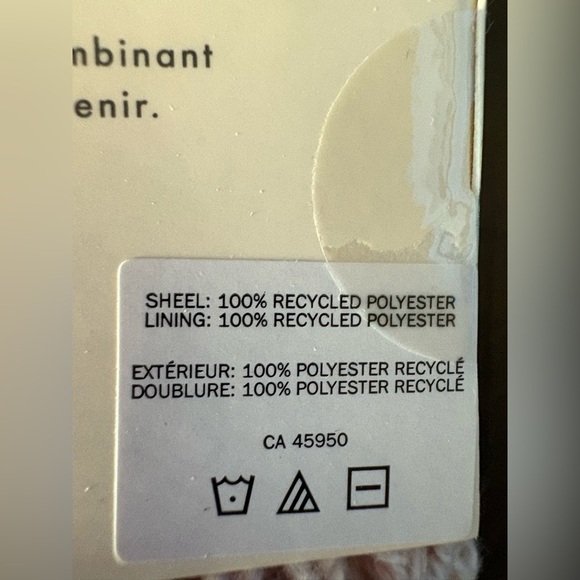 mbinant
enir.
SHEEL: 100% RECYCLED POLYESTER
LINING: 100% RECYCLED POLYESTER
EXTÉRIEUR: 100% POLYESTER RECYCLÉ
DOUBLURE: 100% POLYESTER RECYCLÉ
CA 45950